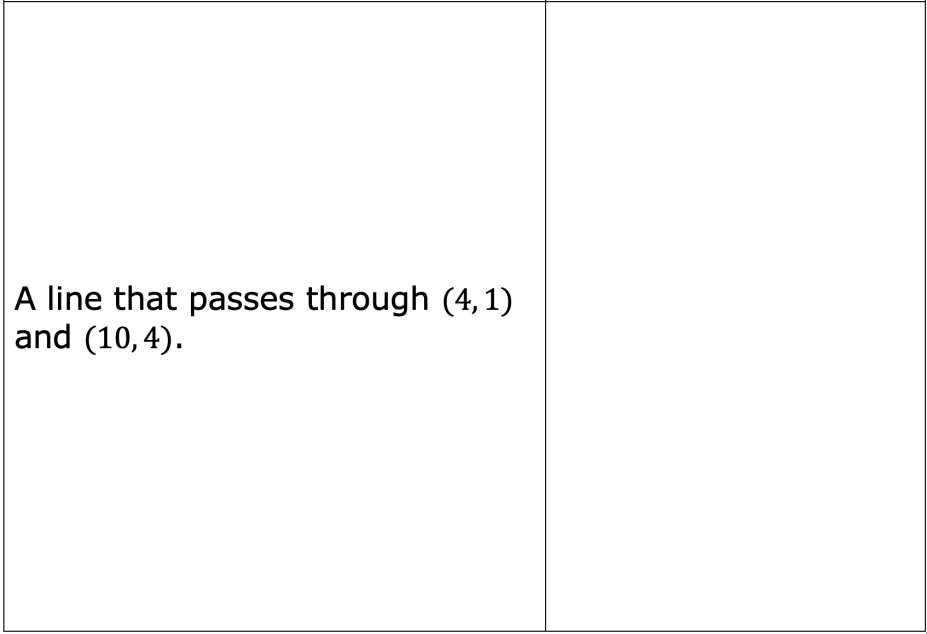 A line that passes through (4, 1)
and (10, 4).